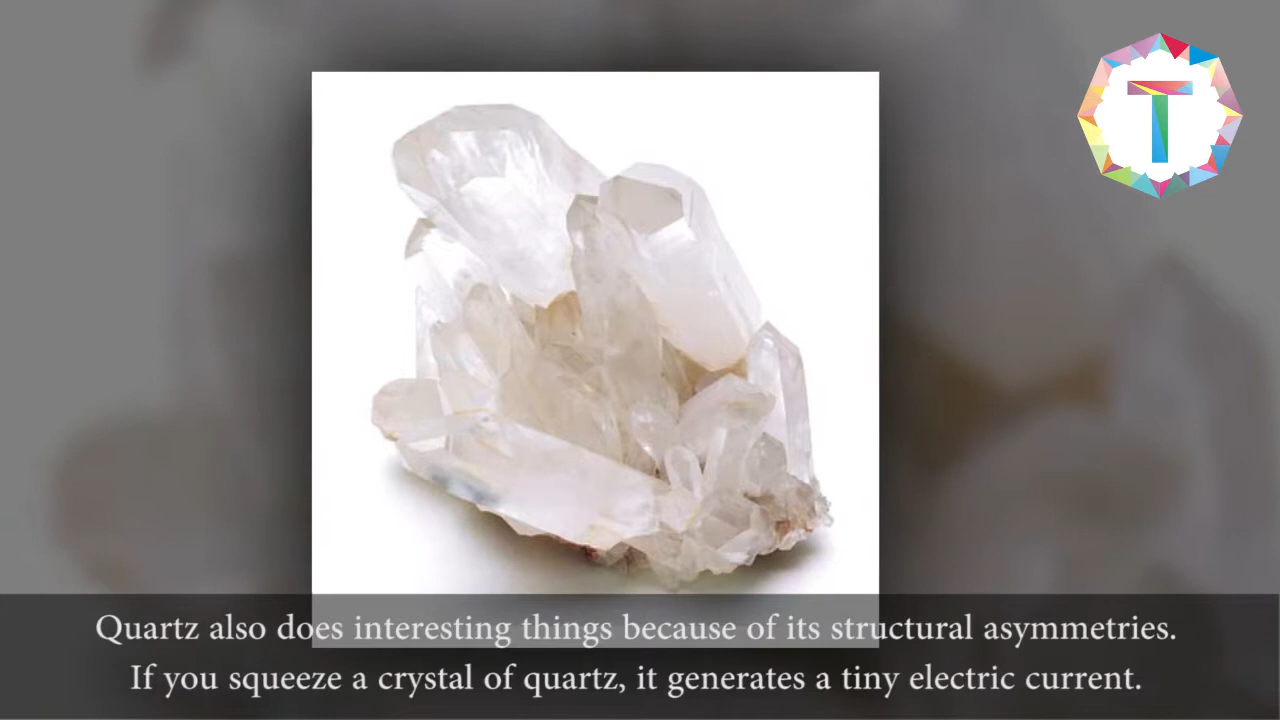 T
Quartz also does interesting things because of its structural asymmetries.
If you squeeze a crystal of quartz, it generates a tiny electric current.